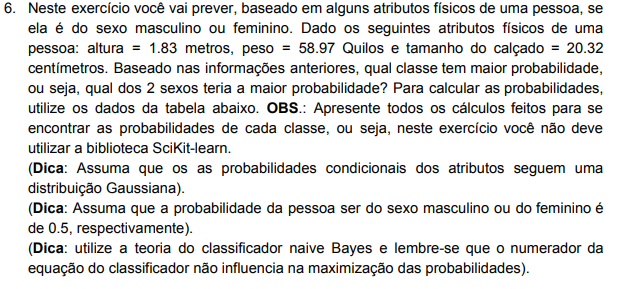 6. Neste exercício você vai prever, baseado em alguns atributos físicos de uma pessoa, se
ela é do sexo masculino ou feminino. Dado os seguintes atributos físicos de uma
pessoa: altura = 1.83 metros, peso = 58.97 Quilos e tamanho do calçado = 20.32
centímetros. Baseado nas informações anteriores, qual classe tem maior probabilidade,
ou seja, qual dos 2 sexos teria a maior probabilidade? Para calcular as probabilidades,
utilize os dados da tabela abaixo. OBS.: Apresente todos os cálculos feitos para se
encontrar as probabilidades de cada classe, ou seja, neste exercício você não deve
utilizar a biblioteca SciKit-learn.
(Dica: Assuma que os as probabilidades condicionais dos atributos seguem uma
distribuição Gaussiana).
(Dica: Assuma que a probabilidade da pessoa ser do sexo masculino ou do feminino é
de 0.5, respectivamente).
(Dica: utilize a teoria do classificador naive Bayes e lembre-se que o numerador da
equação do classificador não influencia na maximização das probabilidades).